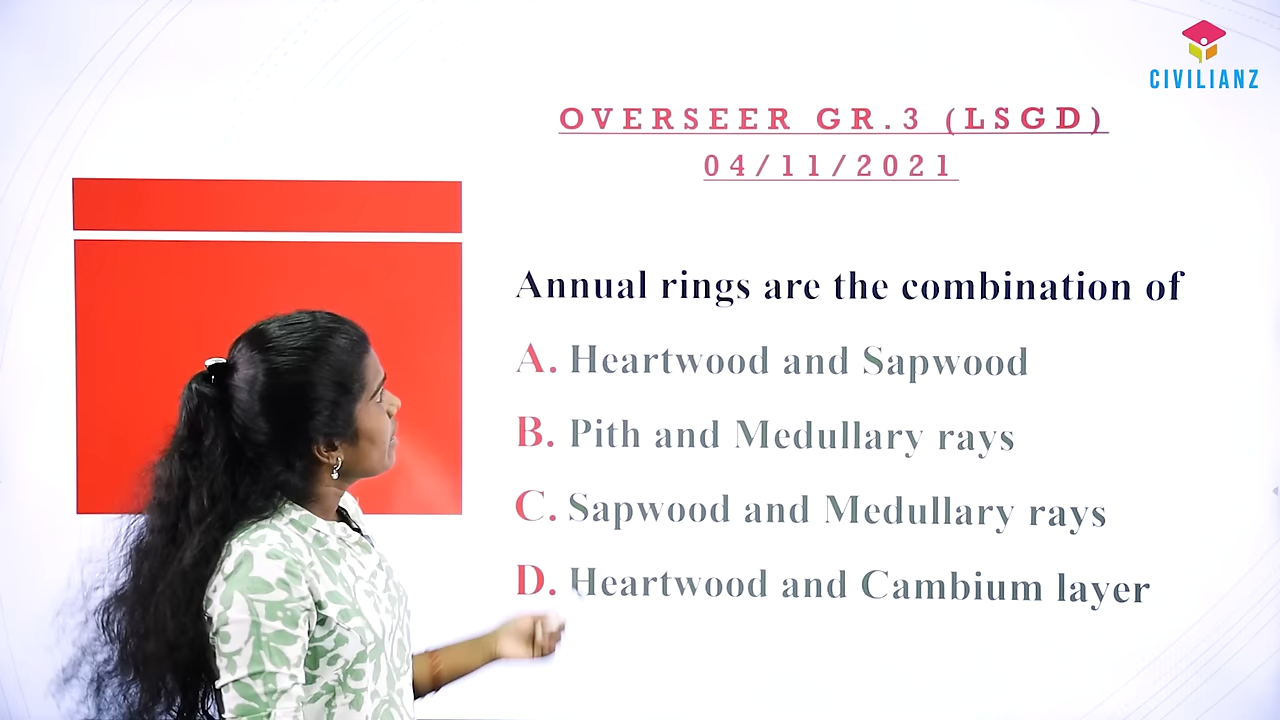 CIVILIANZ
OVERSEER GR.3 (LSGD)
04/11/2021
Annual rings are the combination of
A. Heartwood and Sapwood
B. Pith and Medullary rays
C. Sapwood and Medullary rays
D. Heartwood and Cambium layer